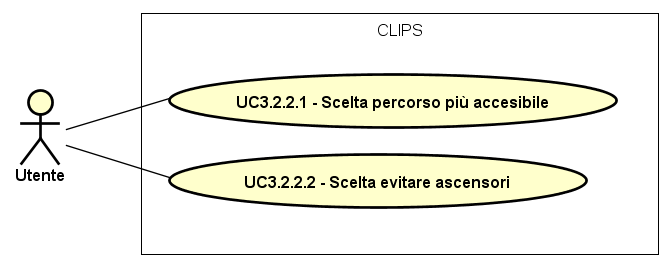 CLIPS
UC3.2.2.1 - Scelta percorso più accesibile
Utente
UC3.2.2.2 - Scelta evitare ascensori